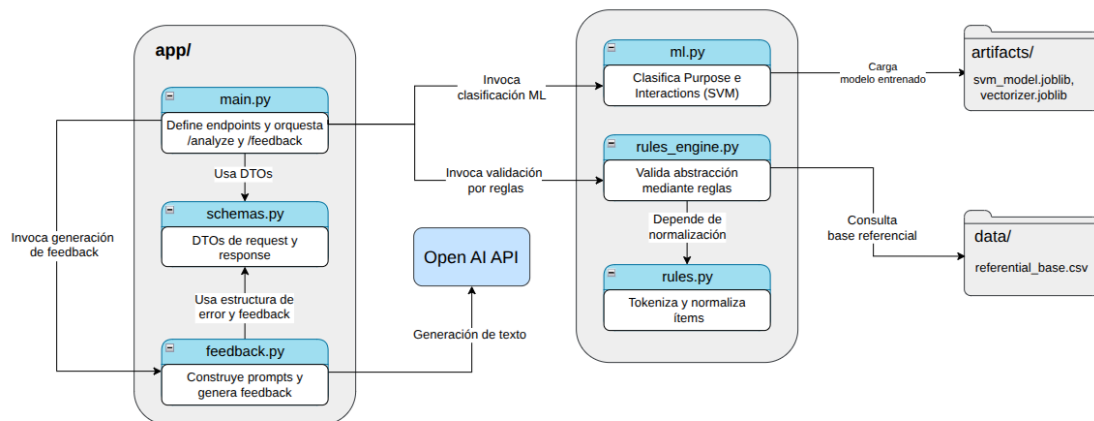 app/
main.py
Define endpoints y orquesta
/analyze y /feedback
Usa DTOs
schemas.py
DTOs de request y
response
Invoca generación
de feedback
Usa estructura de
error y feedback
feedback.py
Construye prompts y
genera feedback
Invoca
clasificación ML
Invoca validación
por reglas
Open AI API
Generación de texto
ml.py
Clasifica Purpose e
Interactions (SVM)
rules_engine.py
Valida abstracción
mediante reglas
Depende de
normalización
rules.py
Tokeniza y normaliza
ítems
Carga
modelo entrenado
artifacts/
svm_model.joblib,
vectorizer.joblib
Consulta
base referencial
data/
referential_base.csv